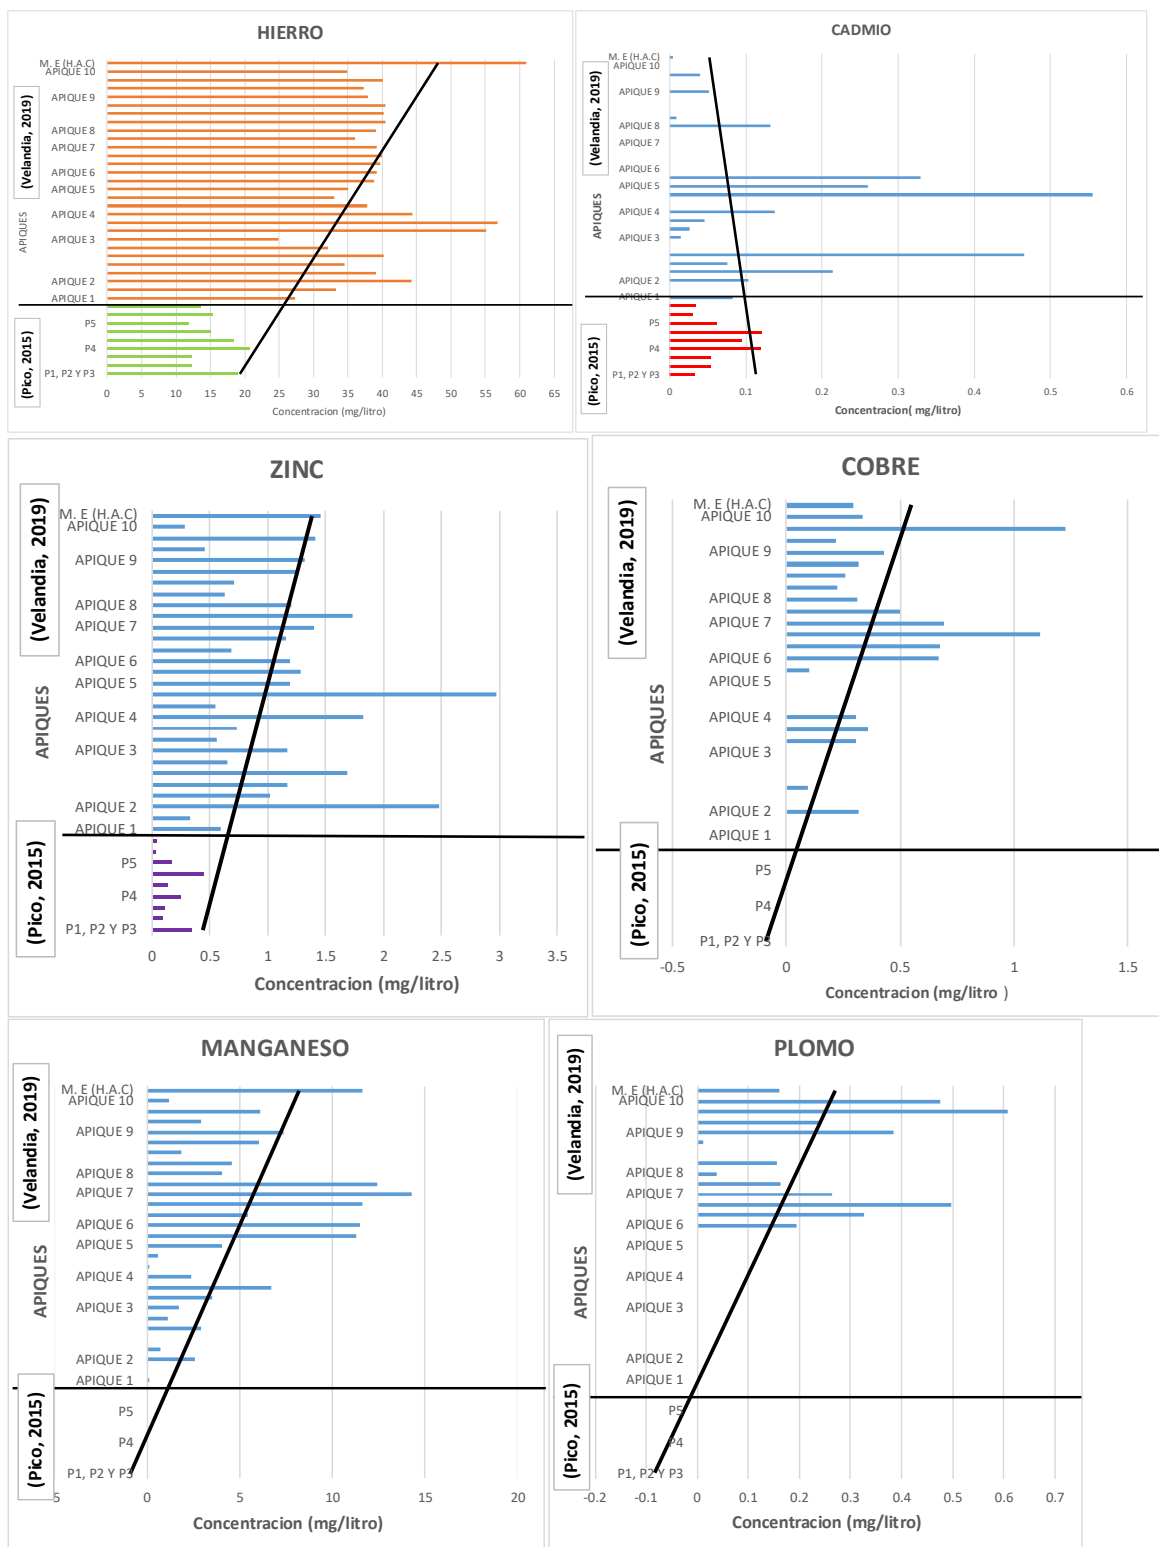 HIERRO
(Velandia, 2019)
APIQUES
(Pico, 2015)
M. E (H.A.C)
APIQUE 10
APIQUE 9
APIQUE 8
APIQUE 7
APIQUE 6
APIQUE 5
APIQUE 4
APIQUE 3
APIQUE 2
APIQUE 1
P5
P4
P1, P2 Y P3
0 5 10 15 20 25 30 35 40 45 50 55 60 65
Concentracion (mg/litro)
CADMIO
(Velandia, 2019)
APIQUES
(Pico, 2015)
M. E (H.A.C)
APIQUE 10
APIQUE 9
APIQUE 8
APIQUE 7
APIQUE 6
APIQUE 5
APIQUE 4
APIQUE 3
APIQUE 2
APIQUE 1
P5
P4
P1, P2 Y P3
0 0.1 0.2 0.3 0.4 0.5 0.6
Concentracion( mg/litro)
ZINC
(Velandia, 2019)
APIQUES
(Pico, 2015)
M. E (H.A.C)
APIQUE 10
APIQUE 9
APIQUE 8
APIQUE 7
APIQUE 6
APIQUE 5
APIQUE 4
APIQUE 3
APIQUE 2
APIQUE 1
P5
P4
P1, P2 Y P3
0 0.5 1 1.5 2 2.5 3 3.5
Concentracion (mg/litro)
COBRE
(Velandia, 2019)
APIQUES
(Pico, 2015)
M. E (H.A.C)
APIQUE 10
APIQUE 9
APIQUE 8
APIQUE 7
APIQUE 6
APIQUE 5
APIQUE 4
APIQUE 3
APIQUE 2
APIQUE 1
P5
P4
P1, P2 Y P3
-0.5 0 0.5 1 1.5
Concentracion (mg/litro )
MANGANESO
(Velandia, 2019)
APIQUES
(Pico, 2015)
M. E (H.A.C)
APIQUE 10
APIQUE 9
APIQUE 8
APIQUE 7
APIQUE 6
APIQUE 5
APIQUE 4
APIQUE 3
APIQUE 2
APIQUE 1
P5
P4
P1, P2 Y P3
5 0 5 10 15 20
Concentracion (mg/litro)
PLOMO
(Velandia, 2019)
APIQUES
(Pico, 2015)
M. E (H.A.C)
APIQUE 10
APIQUE 9
APIQUE 8
APIQUE 7
APIQUE 6
APIQUE 5
APIQUE 4
APIQUE 3
APIQUE 2
APIQUE 1
P5
P4
P1, P2 Y P3
-0.2 -0.1 0 0.1 0.2 0.3 0.4 0.5 0.6 0.7
Concentracion (mg/litro)